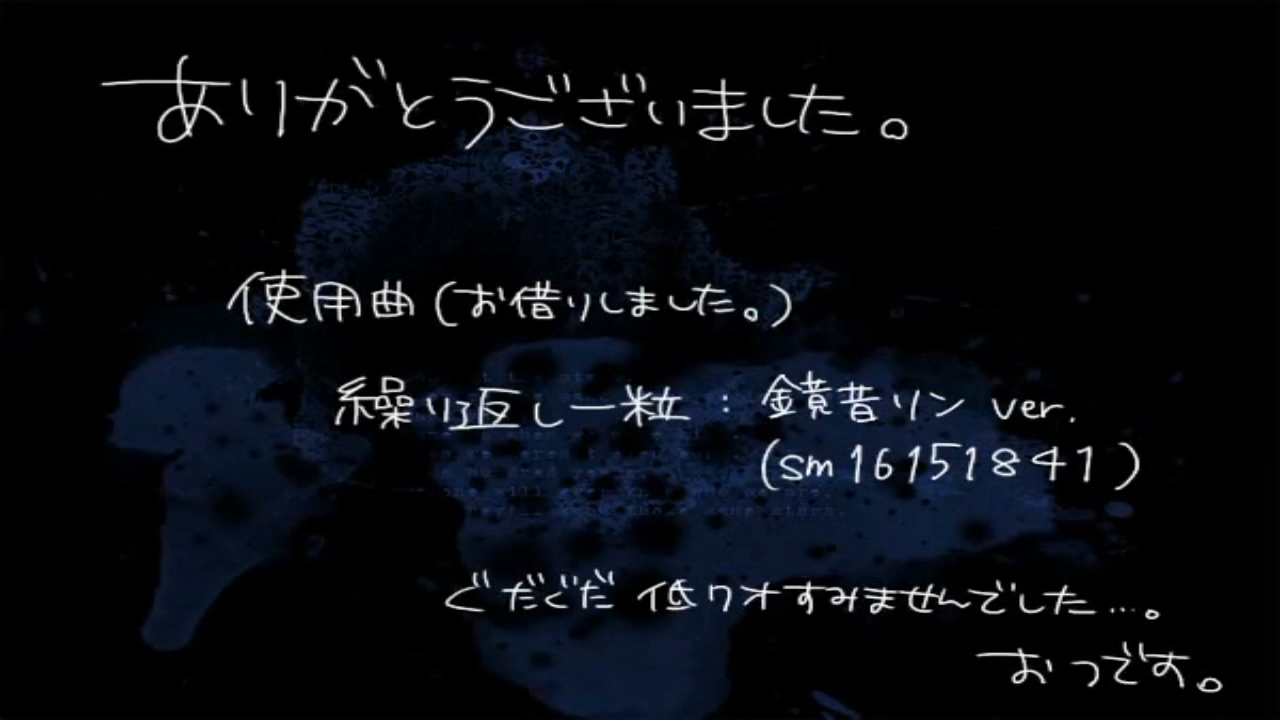 ありがとうございました。
使用曲(お借りしました。)
繰り返し一粒:鏡音リン ver.
(sm16151841)
ぐだぐだ 低クオすみませんでした…。
おつです。